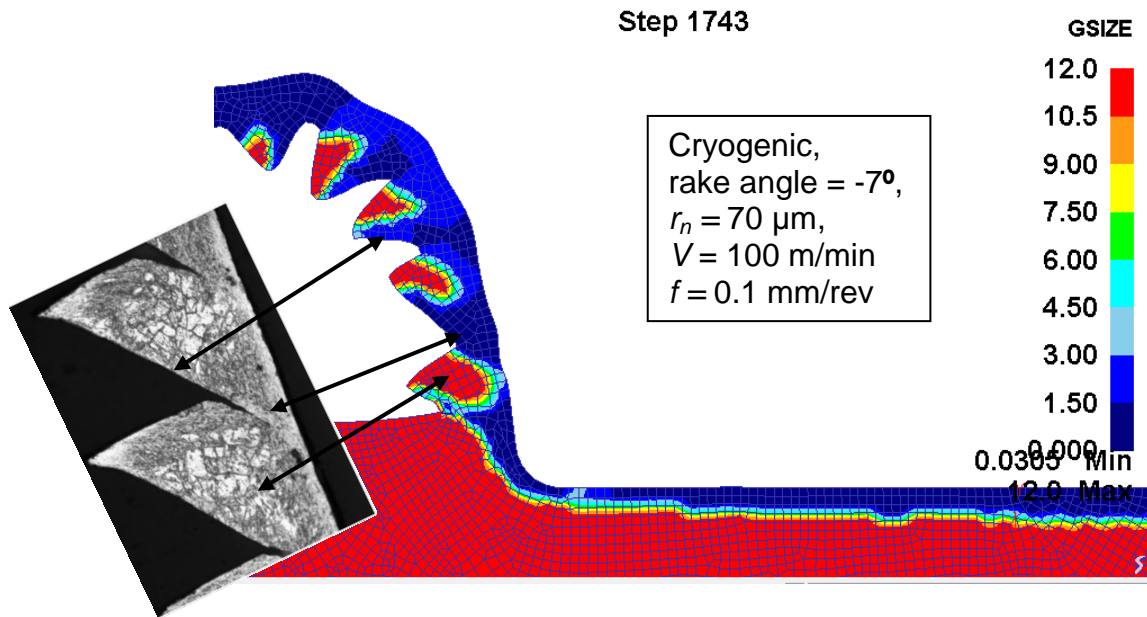 Step 1743
GSIZE
12.0
10.5
9.00
7.50
6.00
4.50
3.00
1.50
0.000
0.0305 Min
12.0 Max
Cryogenic,
rake angle = -7⁰,
rₙ = 70 µm,
V = 100 m/min
f = 0.1 mm/rev